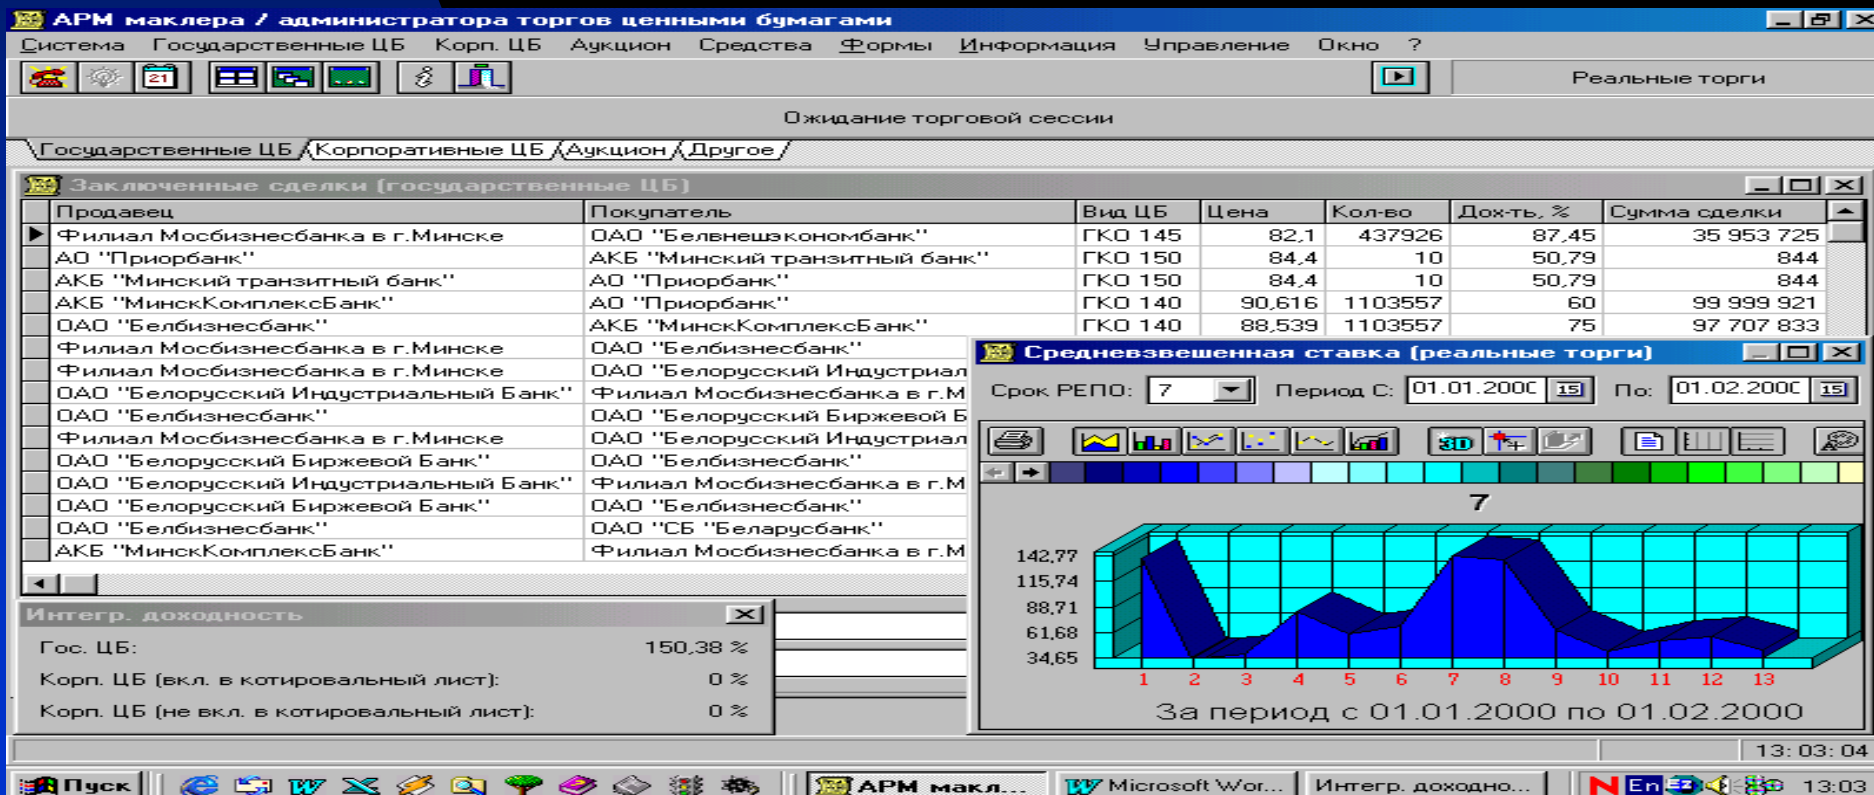 АРМ маклера / администратора торгов ценными бумагами
Система Государственные ЦБ Корп. ЦБ Аукцион Средства Формы Информация Управление Окно ?
21 Реальные торги
Ожидание торговой сессии
Государственные ЦБ Корпоративные ЦБ Аукцион Другое
Заключенные сделки (государственные ЦБ)
Продавец Покупатель Вид ЦБ Цена Кол-во Дох-ть, % Сумма сделки
Филиал Мосбизнесбанка в г.Минске ОАО "Белвнешэкономбанк" ГКО 145 82,1 437926 87,45 35 953 725
АО "Приорбанк" АКБ "Минский транзитный банк" ГКО 150 84,4 10 50,79 844
АКБ "Минский транзитный банк" АО "Приорбанк" ГКО 150 84,4 10 50,79 844
АКБ "МинскКомплексБанк" АО "Приорбанк" ГКО 140 90,616 1103557 60 99 999 921
ОАО "Белбизнесбанк" АКБ "МинскКомплексБанк" ГКО 140 88,539 1103557 75 97 707 833
Филиал Мосбизнесбанка в г.Минске ОАО "Белбизнесбанк"
Филиал Мосбизнесбанка в г.Минске ОАО "Белорусский Индустриал
ОАО "Белорусский Индустриальный Банк" Филиал Мосбизнесбанка в г.М
ОАО "Белбизнесбанк" ОАО "Белорусский Биржевой Б
Филиал Мосбизнесбанка в г.Минске ОАО "Белорусский Индустриал
ОАО "Белорусский Биржевой Банк" ОАО "Белбизнесбанк"
ОАО "Белорусский Индустриальный Банк" Филиал Мосбизнесбанка в г.М
ОАО "Белорусский Биржевой Банк" ОАО "Белбизнесбанк"
ОАО "Белбизнесбанк" ОАО "СБ "Беларусбанк"
АКБ "МинскКомплексБанк" Филиал Мосбизнесбанка в г.М
Средневзвешенная ставка (реальные торги)
Срок РЕПО: 7 Период С: 01.01.2000 15 По: 01.02.2000 15
3D
7
142,77
115,74
88,71
61,68
34,65
1 2 3 4 5 6 7 8 9 10 11 12 13
За период с 01.01.2000 по 01.02.2000
Интегр. доходность
Гос. ЦБ: 150,38 %
Корп. ЦБ (вкл. в котировальный лист): 0 %
Корп. ЦБ (не вкл. в котировальный лист): 0 %
13:03:04
Пуск АРМ макл... Microsoft Wor... Интегр. доходно... En 13:03